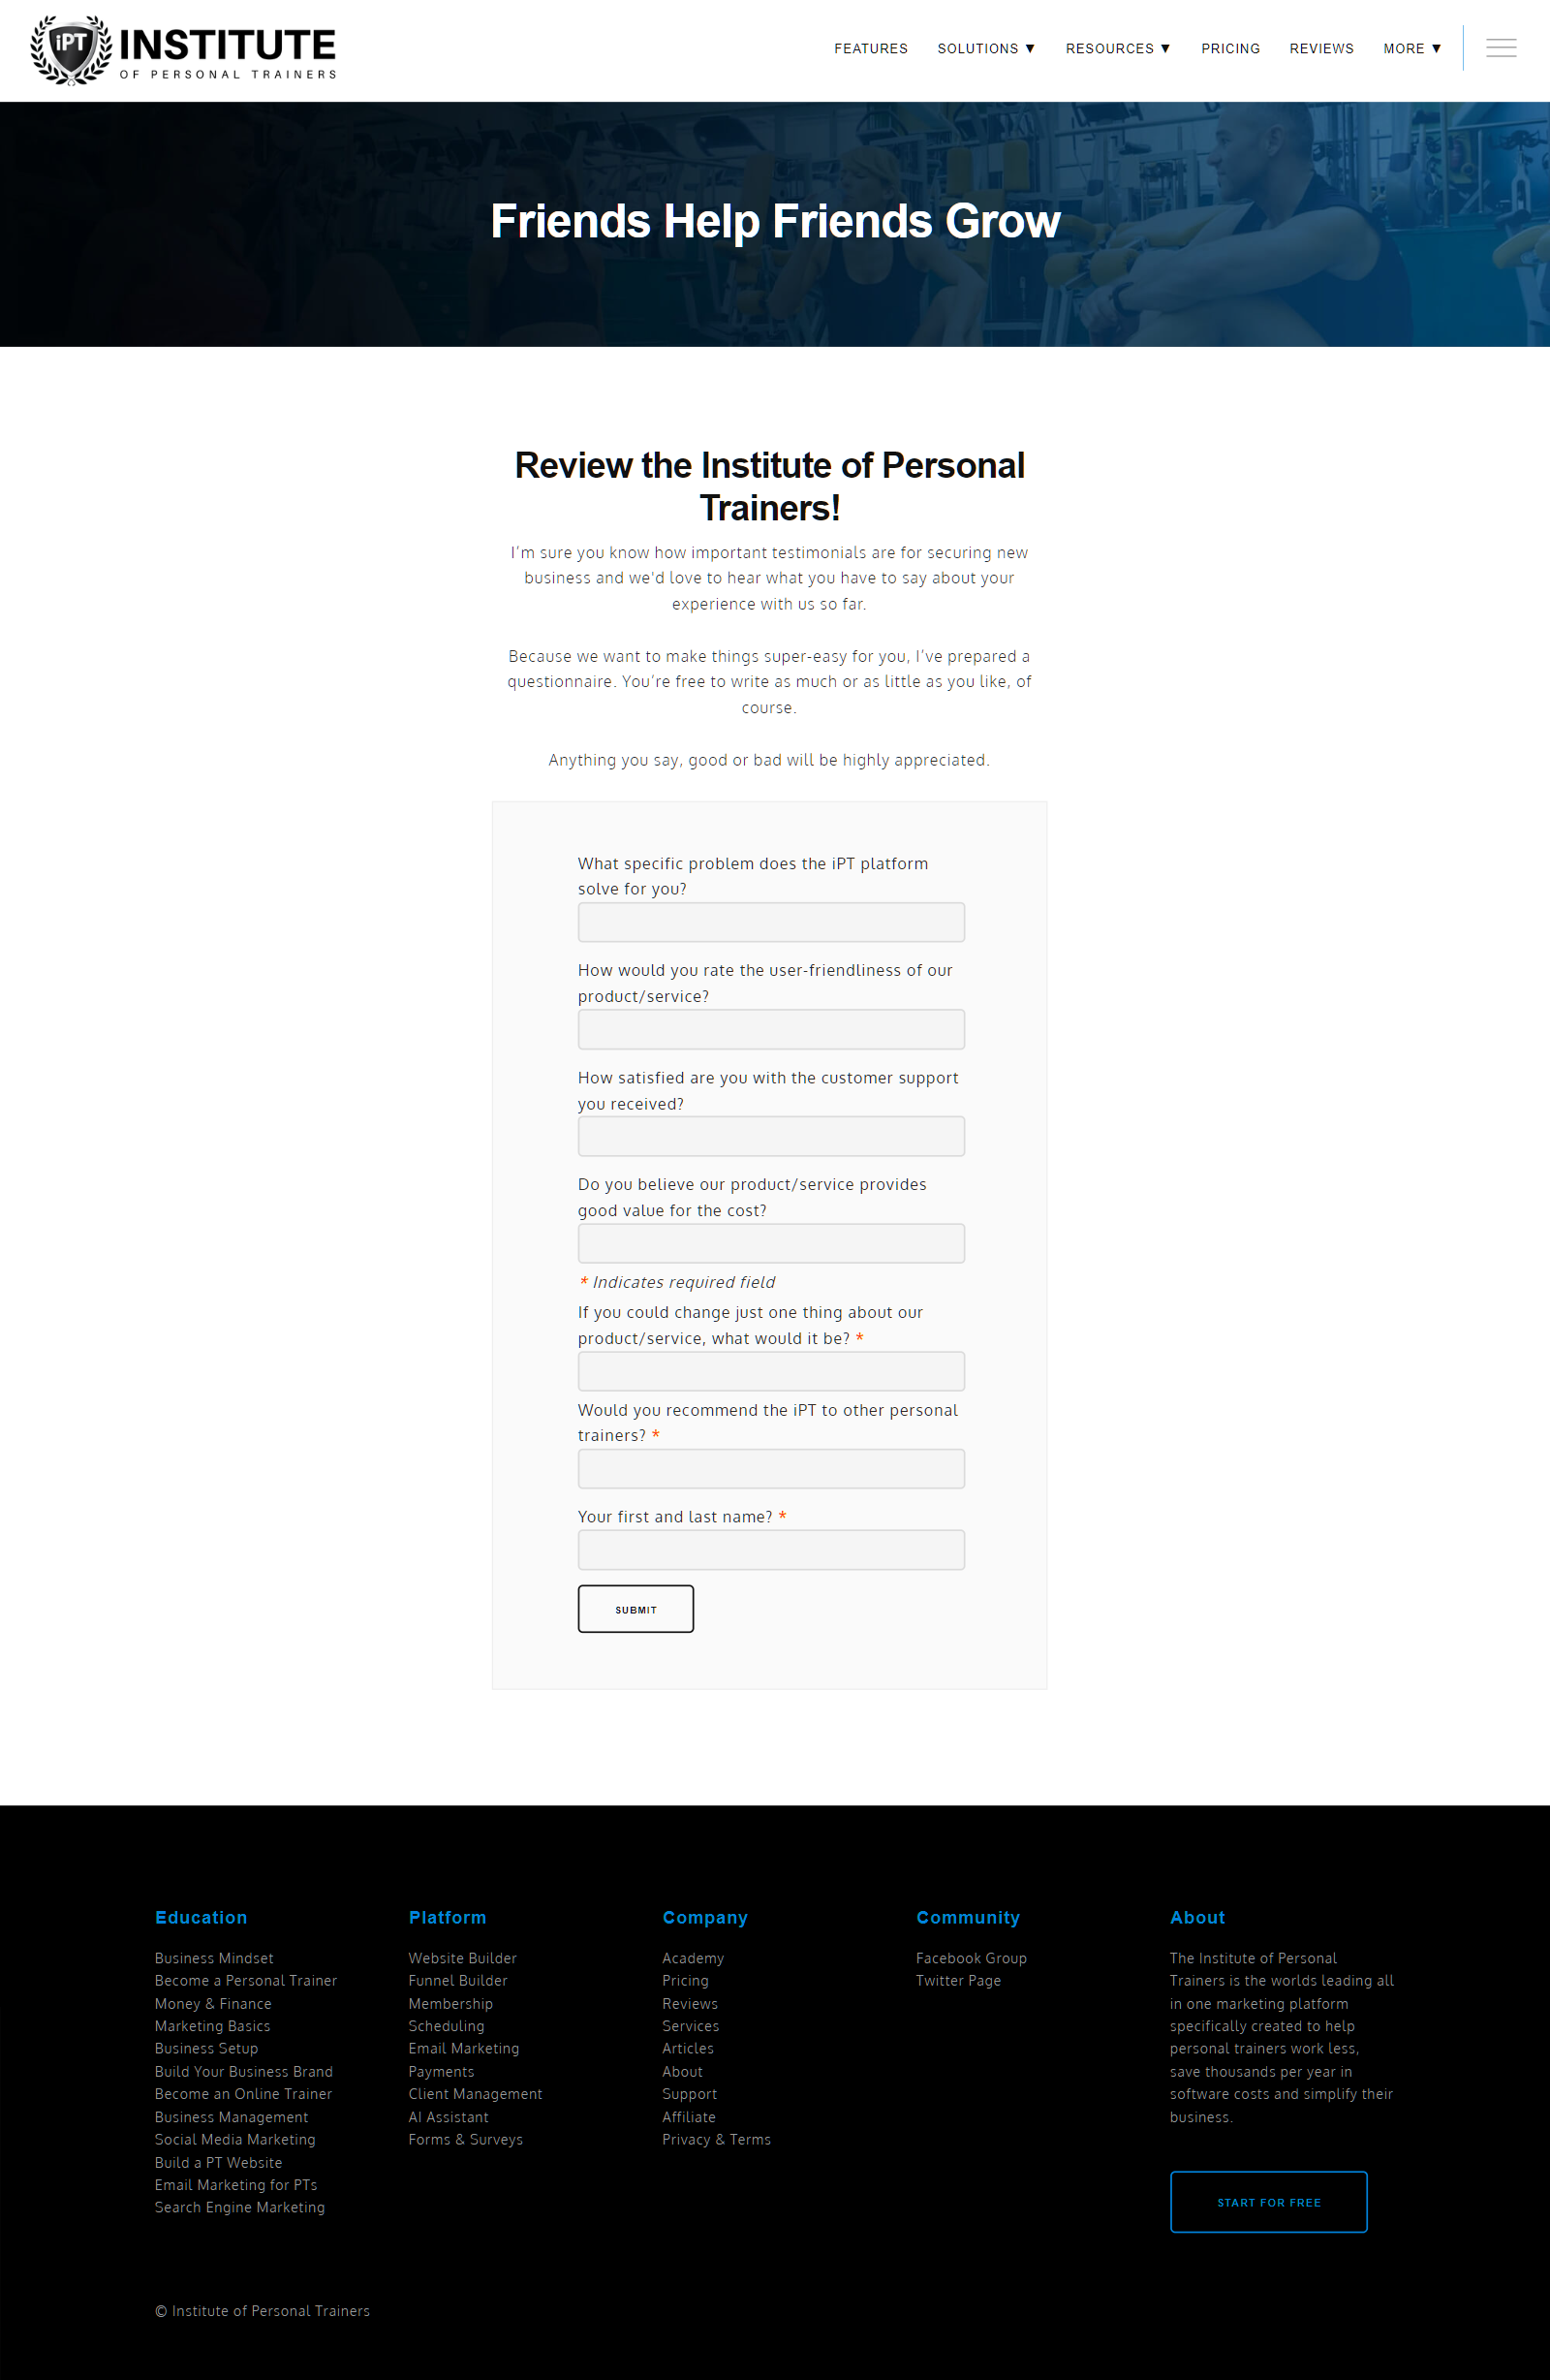 iPT INSTITUTE
OF PERSONAL TRAINERS
FEATURES SOLUTIONS ▼ RESOURCES ▼ PRICING REVIEWS MORE ▼
Friends Help Friends Grow
Review the Institute of Personal
Trainers!
I’m sure you know how important testimonials are for securing new
business and we'd love to hear what you have to say about your
experience with us so far.
Because we want to make things super-easy for you, I’ve prepared a
questionnaire. You’re free to write as much or as little as you like, of
course.
Anything you say, good or bad will be highly appreciated.
What specific problem does the iPT platform
solve for you?
How would you rate the user-friendliness of our
product/service?
How satisfied are you with the customer support
you received?
Do you believe our product/service provides
good value for the cost?
* Indicates required field
If you could change just one thing about our
product/service, what would it be? *
Would you recommend the iPT to other personal
trainers? *
Your first and last name? *
SUBMIT
Education
Business Mindset
Become a Personal Trainer
Money & Finance
Marketing Basics
Business Setup
Build Your Business Brand
Become an Online Trainer
Business Management
Social Media Marketing
Build a PT Website
Email Marketing for PTs
Search Engine Marketing
Platform
Website Builder
Funnel Builder
Membership
Scheduling
Email Marketing
Payments
Client Management
AI Assistant
Forms & Surveys
Company
Academy
Pricing
Reviews
Services
Articles
About
Support
Affiliate
Privacy & Terms
Community
Facebook Group
Twitter Page
About
The Institute of Personal
Trainers is the worlds leading all
in one marketing platform
specifically created to help
personal trainers work less,
save thousands per year in
software costs and simplify their
business.
START FOR FREE
© Institute of Personal Trainers